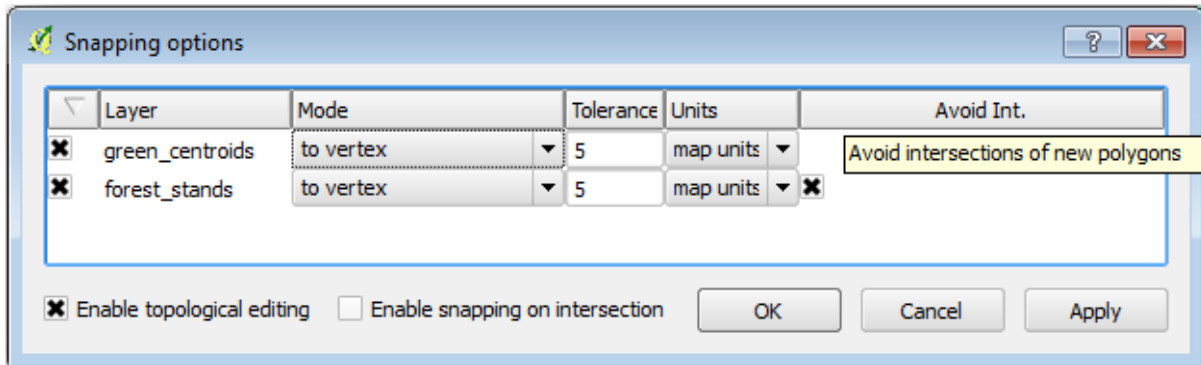 Snapping options
Layer Mode Tolerance Units Avoid Int.
green_centroids to vertex 5 map units Avoid intersections of new polygons
forest_stands to vertex 5 map units
Enable topological editing Enable snapping on intersection OK Cancel Apply